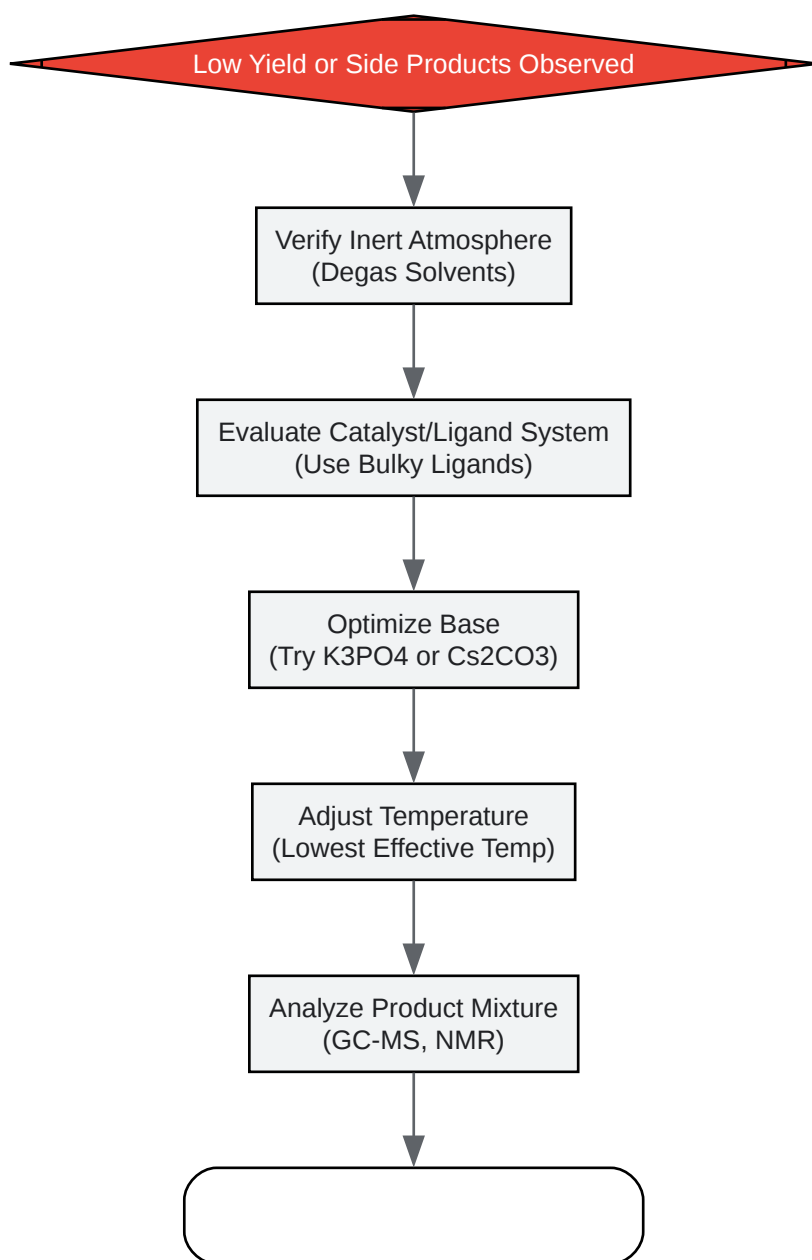 Low Yield or Side Products Observed
Verify Inert Atmosphere
(Degas Solvents)
Evaluate Catalyst/Ligand System
(Use Bulky Ligands)
Optimize Base
(Try K3PO4 or Cs2CO3)
Adjust Temperature
(Lowest Effective Temp)
Analyze Product Mixture
(GC-MS, NMR)